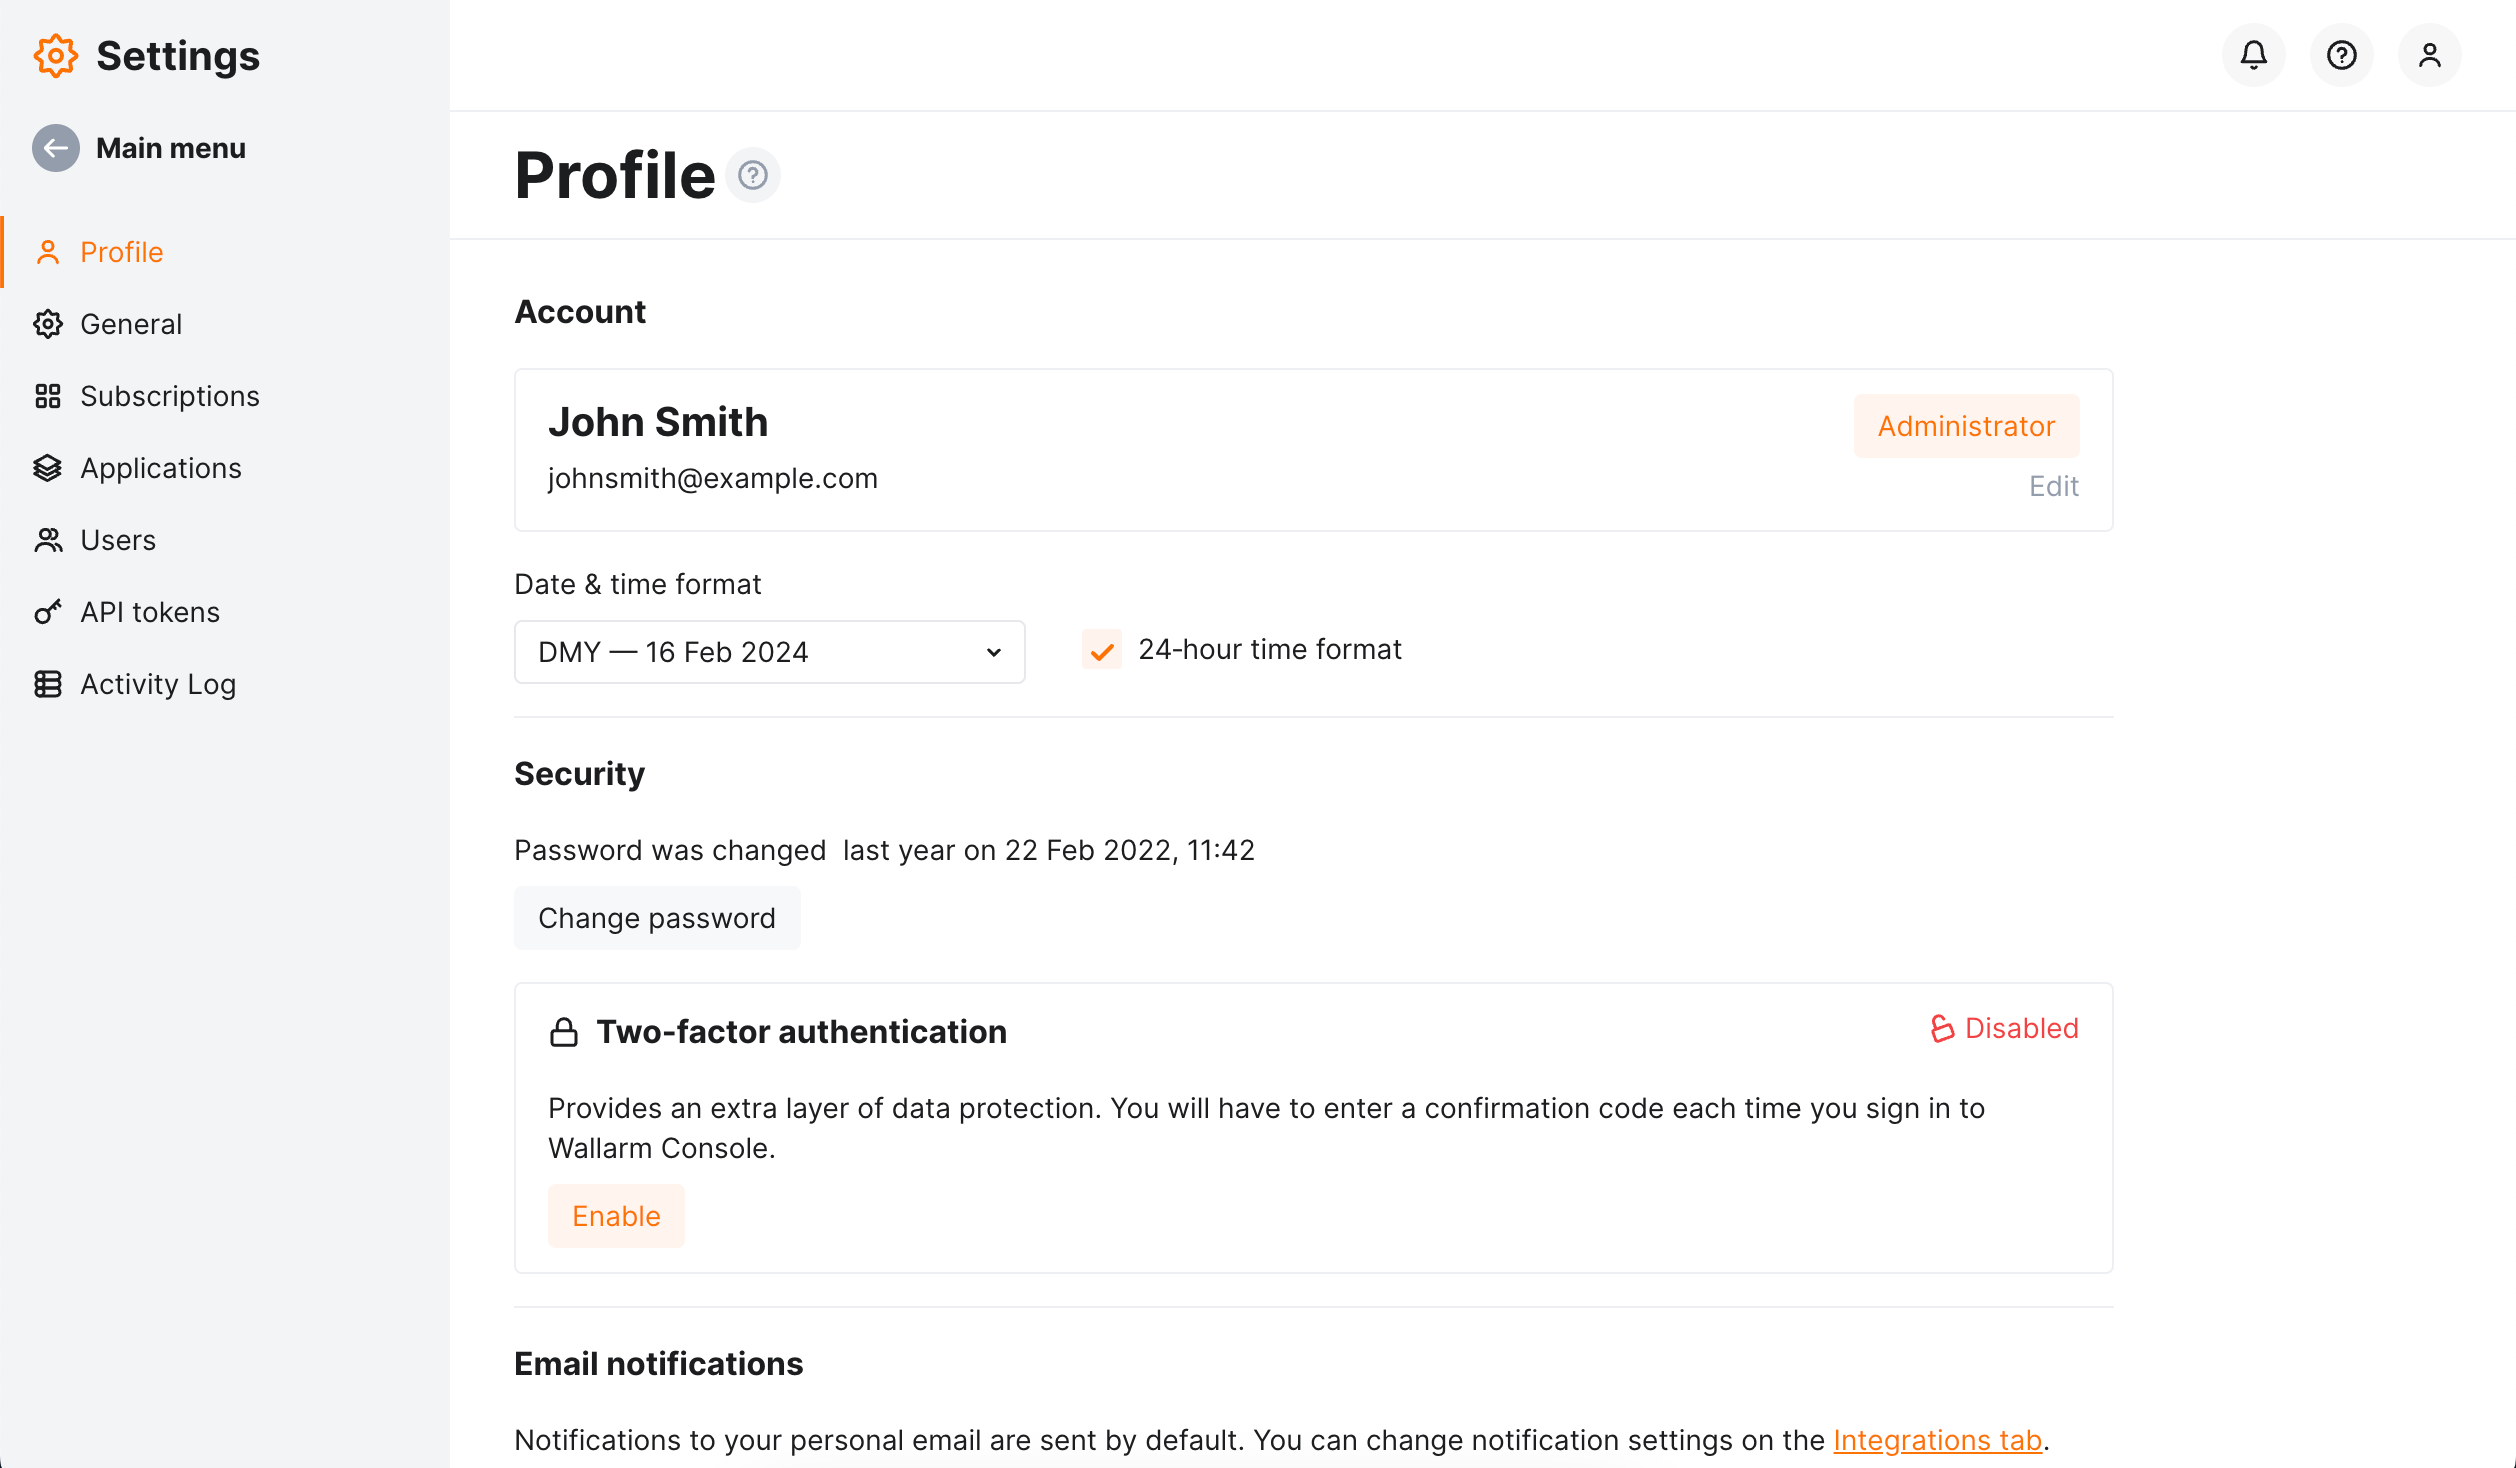 Settings
Main menu
Profile
General
Subscriptions
Applications
Users
API tokens
Activity Log
Profile
Account
John Smith
Administrator
johnsmith@example.com
Edit
Date & time format
DMY — 16 Feb 2024
24-hour time format
Security
Password was changed last year on 22 Feb 2022, 11:42
Change password
Two-factor authentication
Disabled
Provides an extra layer of data protection. You will have to enter a confirmation code each time you sign in to
Wallarm Console.
Enable
Email notifications
Notifications to your personal email are sent by default. You can change notification settings on the Integrations tab.